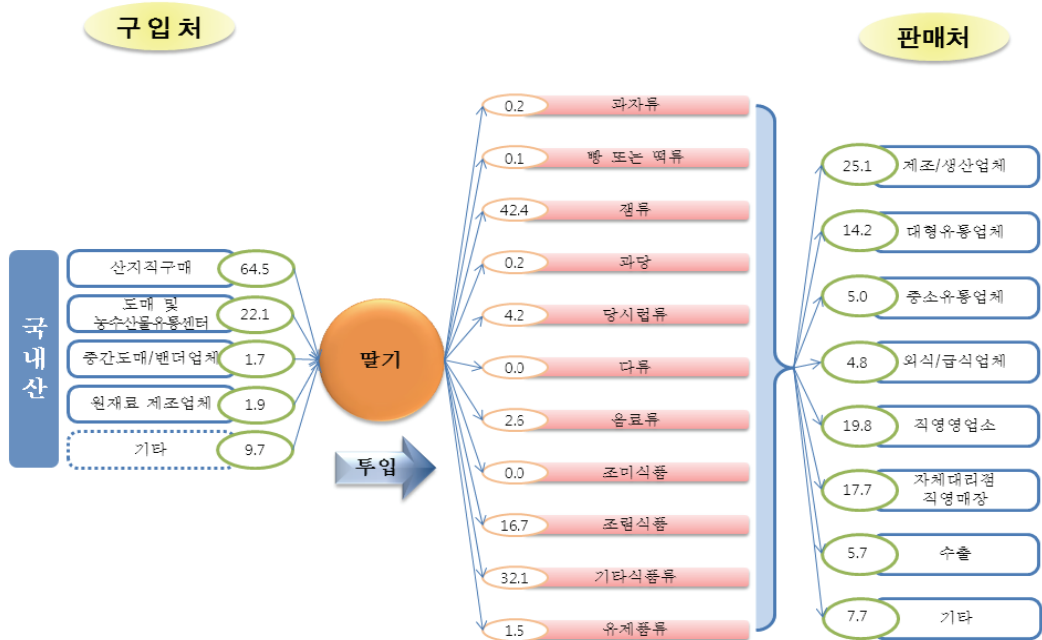 구 입 처
판매처
국내산
산지직구매
64.5
도매 및
농수산물유통센터
22.1
중간도매/밴더업체
1.7
원재료 제조업체
1.9
기타
9.7
딸기
투입
0.2
과자류
0.1
빵 또는 떡류
42.4
잼류
0.2
과당
4.2
당시럽류
0.0
다류
2.6
음료류
0.0
조미식품
16.7
조림식품
32.1
기타식품류
1.5
유제품류
25.1
제조/생산업체
14.2
대형유통업체
5.0
중소유통업체
4.8
외식/급식업체
19.8
직영영업소
17.7
자체대리점
직영매장
5.7
수출
7.7
기타